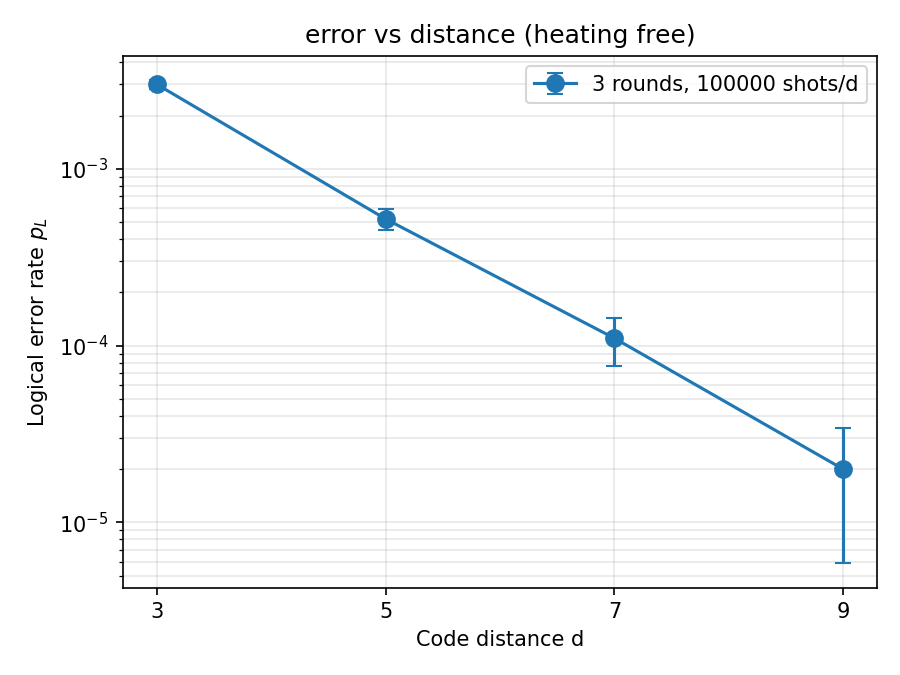 error vs distance (heating free)
3 rounds, 100000 shots/d
Logical error rate $p_L$
10⁻³
10⁻⁴
10⁻⁵
3 5 7 9
Code distance d